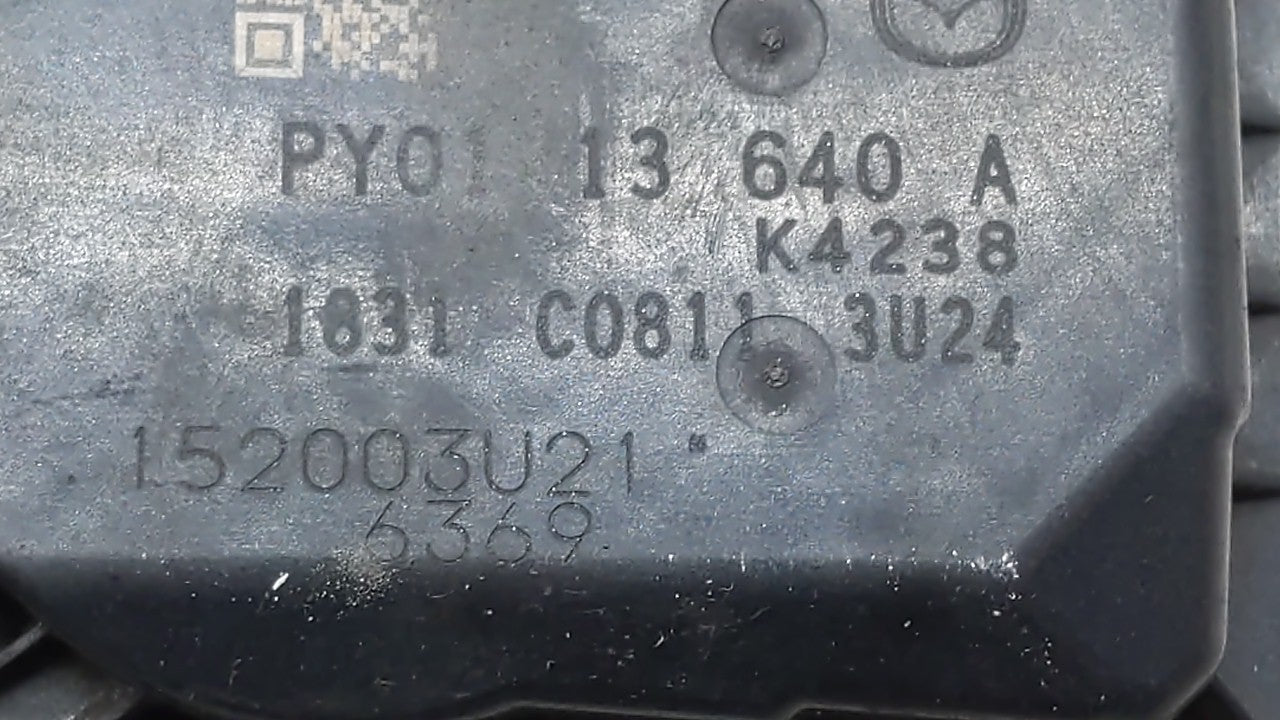 PY01 13 640 A
K4238
1831 C0811 3U24
152003U21
6369